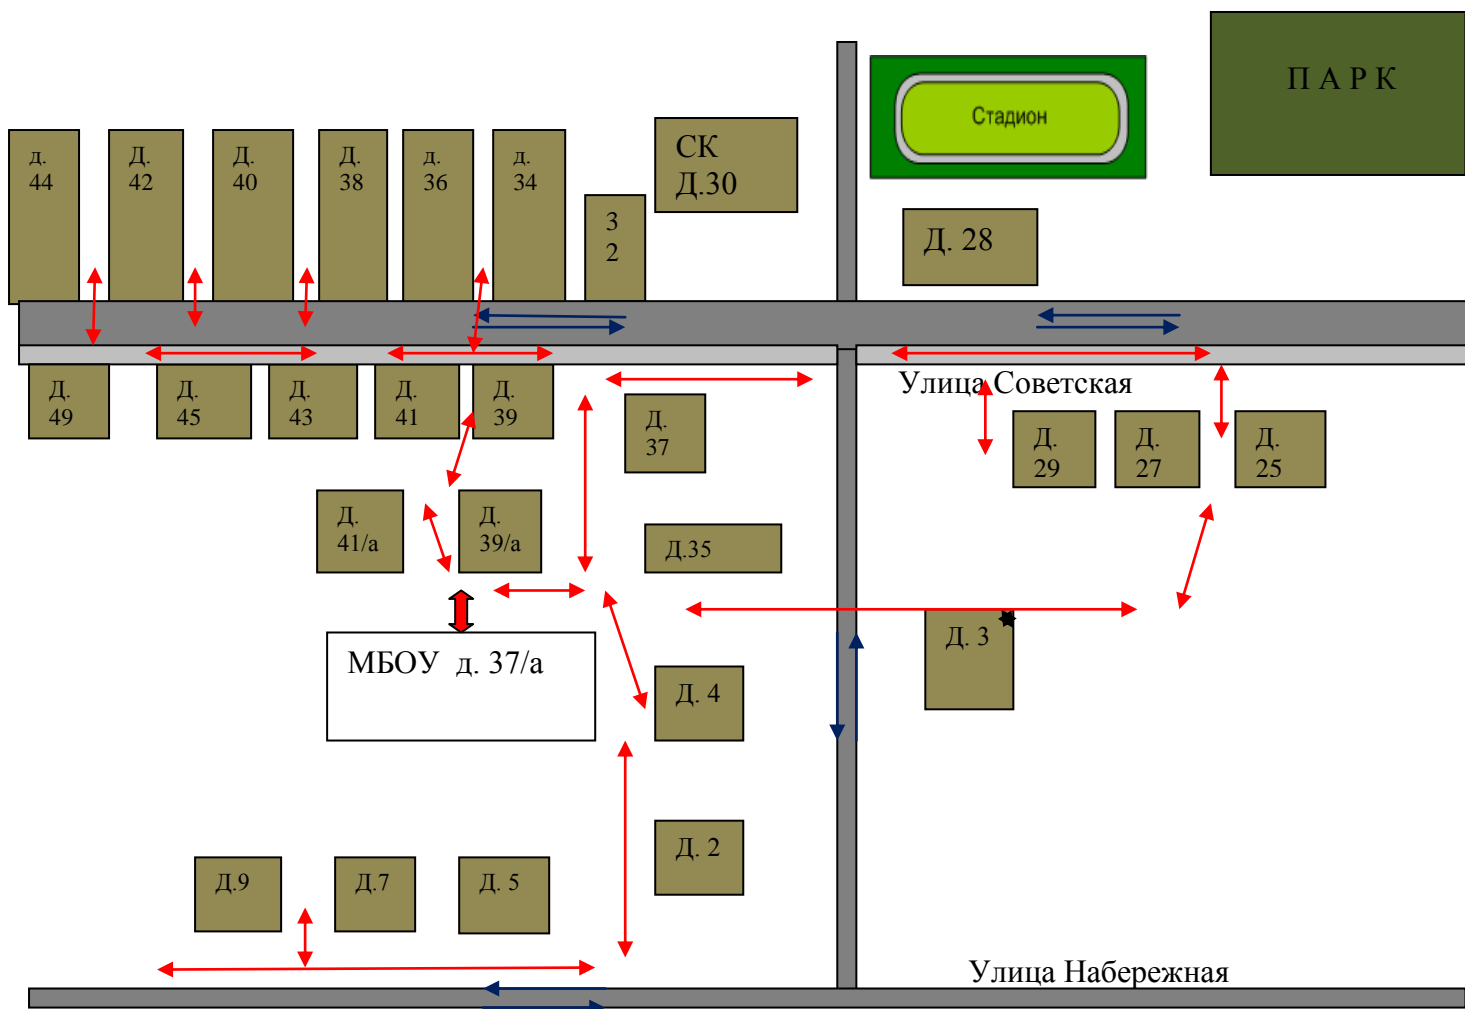 П А Р К
Стадион
СК
Д.30
д.
44
Д.
42
Д.
40
Д.
38
д.
36
д.
34
3
2
Д. 28
Улица Советская
Д.
49
Д.
45
Д.
43
Д.
41
Д.
39
Д.
37
Д.
29
Д.
27
Д.
25
Д.
41/а
Д.
39/а
Д.35
МБОУ д. 37/а
Д. 3
Д. 4
Д. 2
Д.9
Д.7
Д. 5
Улица Набережная